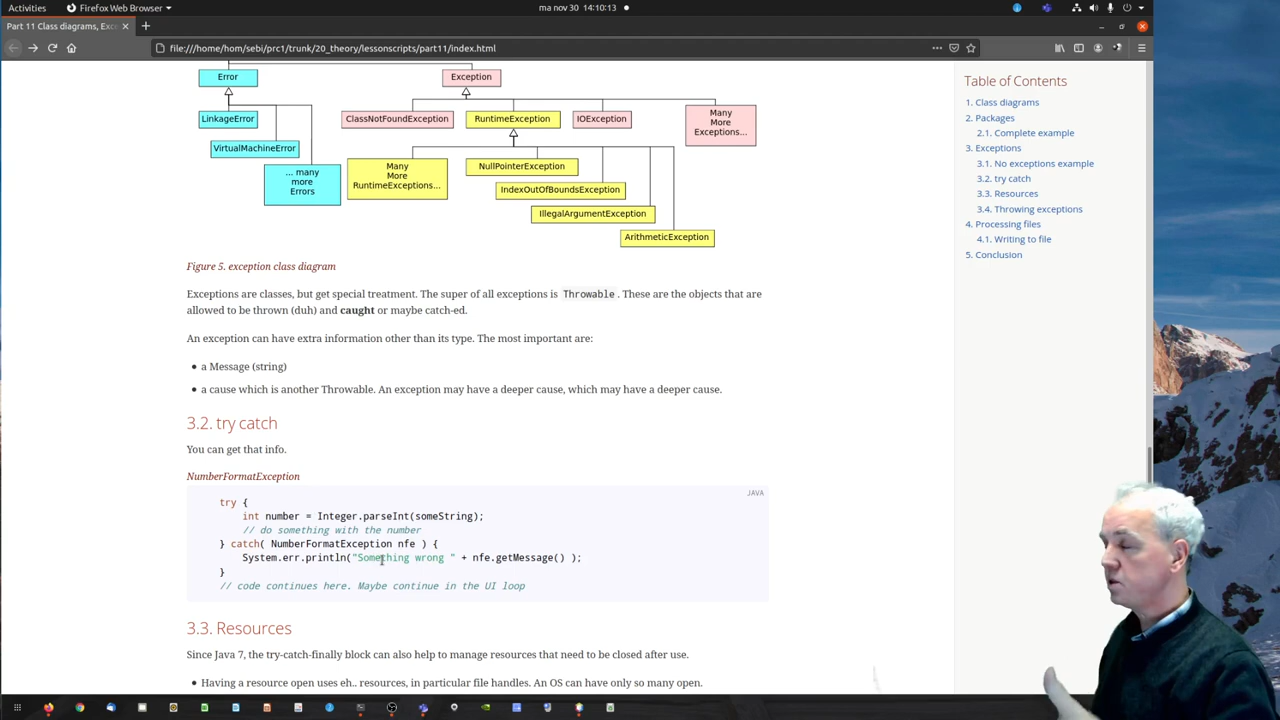 Activities
Firefox Web Browser
ma nov 30 14:10:13
Part 11 Class diagrams, Exc
file:///home/hom/sebi/prc1/trunk/20_theory/lessonscripts/part11/index.html
Error
Exception
LinkageError
ClassNotFoundException
RuntimeException
IOException
Many
More
Exceptions...
VirtualMachineError
... many
more
Errors
Many
More
RuntimeExceptions...
NullPointerException
IndexOutOfBoundsException
IllegalArgumentException
ArithmeticException
Figure 5. exception class diagram
Exceptions are classes, but get special treatment. The super of all exceptions is Throwable. These are the objects that are
allowed to be thrown (duh) and caught or maybe catch-ed.
An exception can have extra information other than its type. The most important are:
• a Message (string)
• a cause which is another Throwable. An exception may have a deeper cause, which may have a deeper cause.
3.2. try catch
You can get that info.
NumberFormatException
JAVA
try {
int number = Integer.parseInt(someString);
// do something with the number
} catch( NumberFormatException nfe ) {
System.err.println("Something wrong " + nfe.getMessage() );
}
// code continues here. Maybe continue in the UI loop
3.3. Resources
Since Java 7, the try-catch-finally block can also help to manage resources that need to be closed after use.
• Having a resource open uses eh.. resources, in particular file handles. An OS can have only so many open.
Table of Contents
1. Class diagrams
2. Packages
2.1. Complete example
3. Exceptions
3.1. No exceptions example
3.2. try catch
3.3. Resources
3.4. Throwing exceptions
4. Processing files
4.1. Writing to file
5. Conclusion